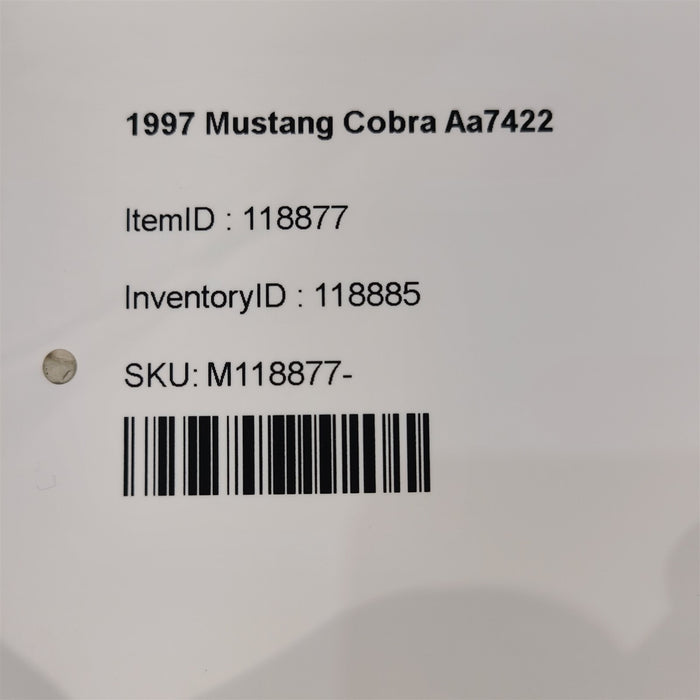 1997 Mustang Cobra Aa7422
ItemID : 118877
InventoryID : 118885
SKU: M118877-